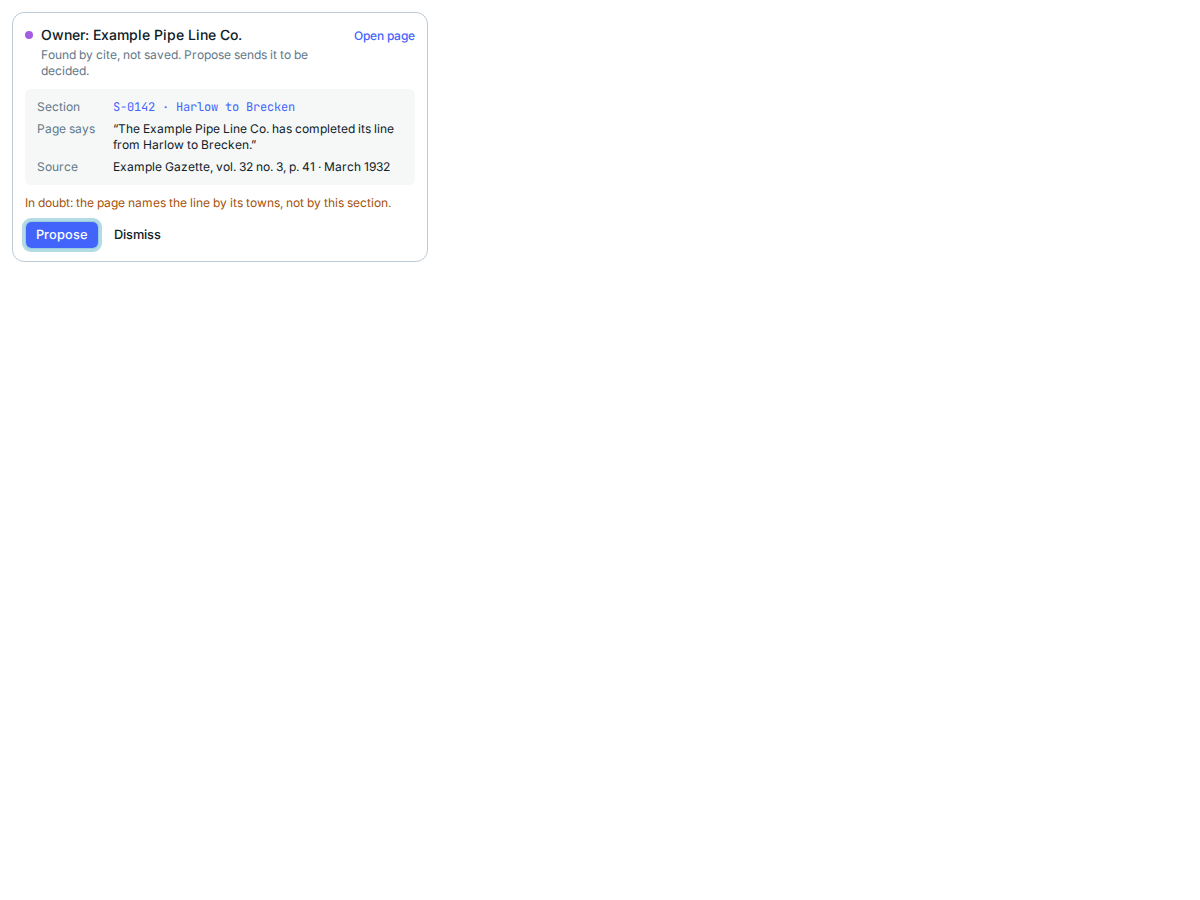 Owner: Example Pipe Line Co.
Open page
Found by cite, not saved. Propose sends it to be
decided.
Section S-0142 · Harlow to Brecken
Page says “The Example Pipe Line Co. has completed its line
from Harlow to Brecken.”
Source Example Gazette, vol. 32 no. 3, p. 41 · March 1932
In doubt: the page names the line by its towns, not by this section.
Propose Dismiss